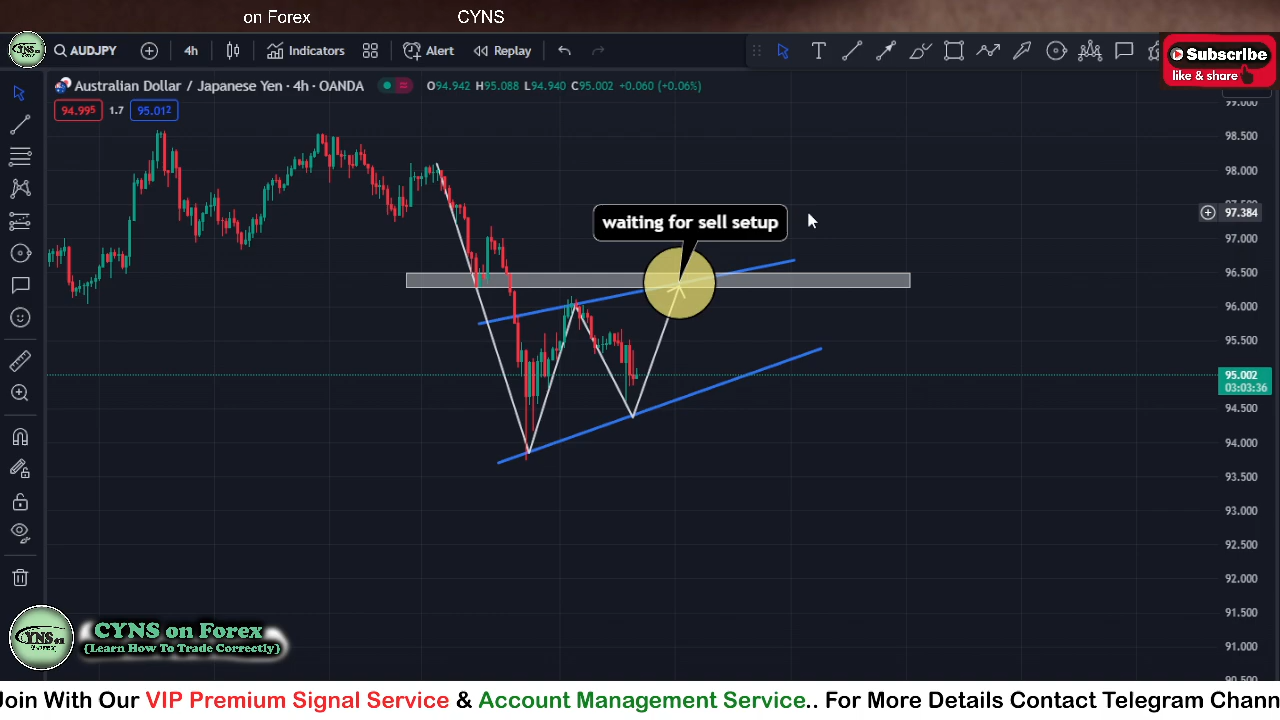 on Forex CYNS
AUDJPY 4h Indicators Alert Replay
Subscribe
like & share
Australian Dollar / Japanese Yen · 4h · OANDA O94.942 H95.088 L94.940 C95.002 +0.060 (+0.06%)
94.995 1.7 95.012
99.000
98.500
98.000
97.384
97.000
96.500
96.000
95.500
95.002
03:03:36
94.500
94.000
93.500
93.000
92.500
92.000
91.500
91.000
90.500
waiting for sell setup
CYNS on Forex
{Learn How To Trade Correctly}
Join With Our VIP Premium Signal Service & Account Management Service.. For More Details Contact Telegram Chann